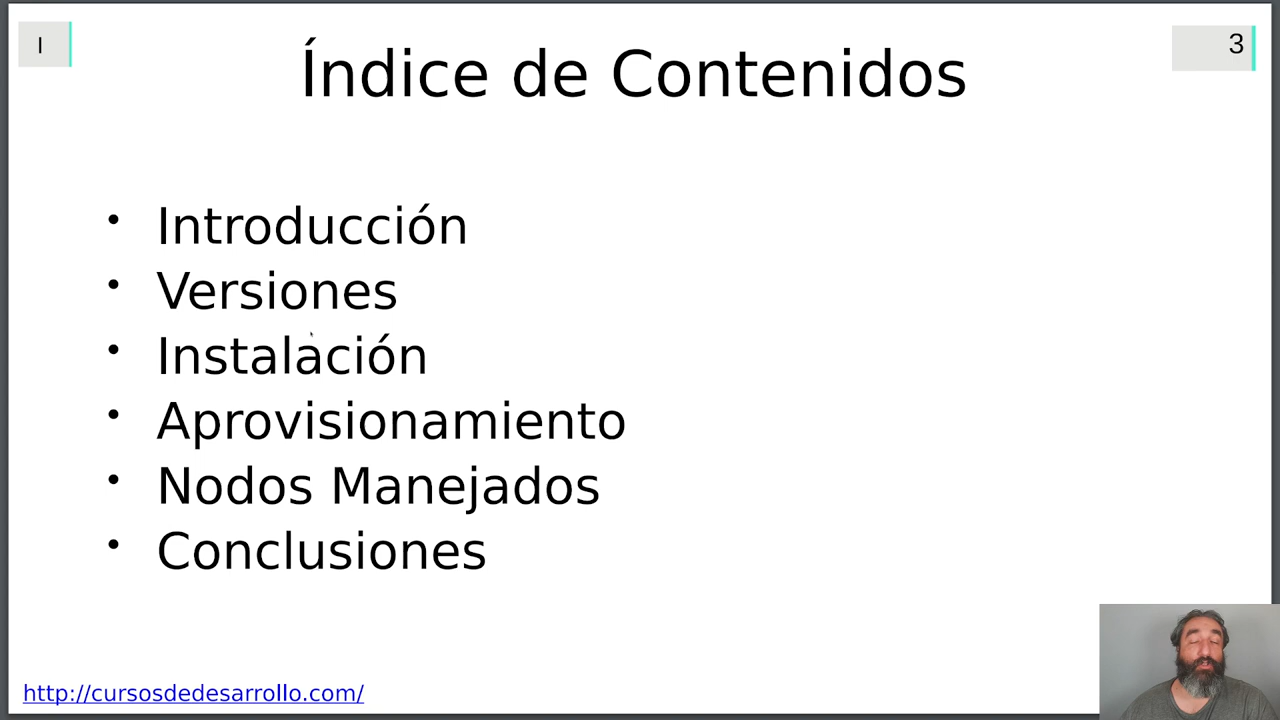 I
3
Índice de Contenidos
• Introducción
• Versiones
• Instalación
• Aprovisionamiento
• Nodos Manejados
• Conclusiones
http://cursosdedesarrollo.com/